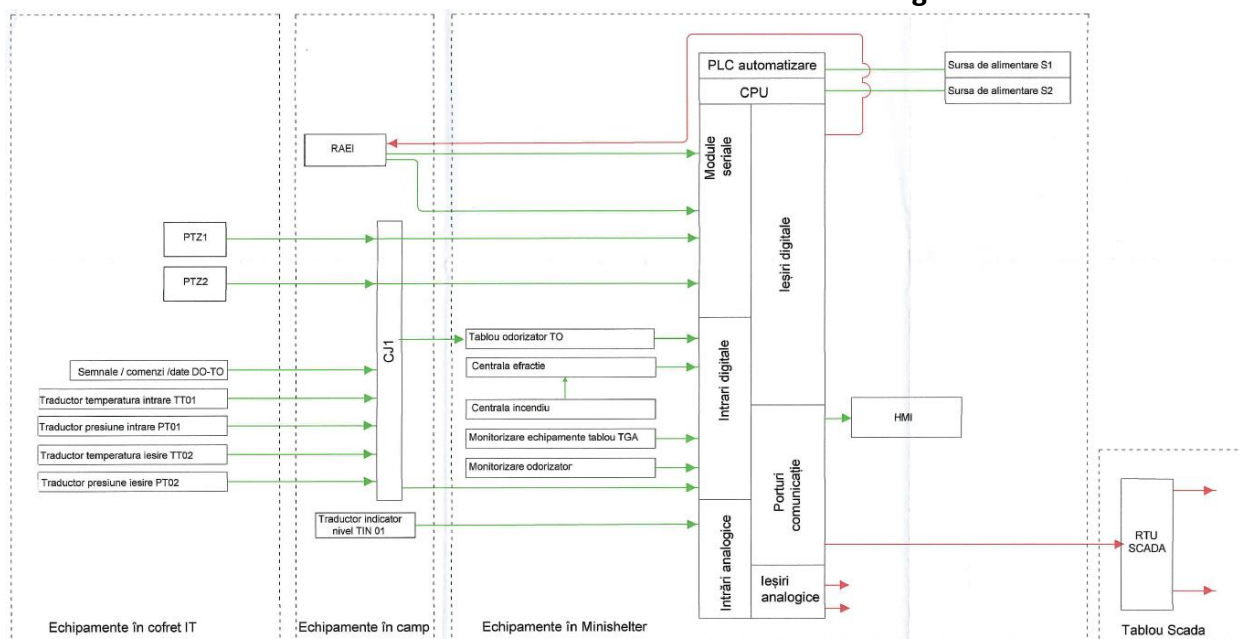 PLC automatizare
CPU
Sursa de alimentare S1
Sursa de alimentare S2
RAEI
Module
seriale
Ieșiri digitale
PTZ1
PTZ2
CJ1
Tablou odorizator TO
Centrala efractie
Centrala incendiu
Monitorizare echipamente tablou TGA
Monitorizare odorizator
Intrari digitale
Semnale / comenzi /date DO-TO
Traductor temperatura intrare TT01
Traductor presiune intrare PT01
Traductor temperatura iesire TT02
Traductor presiune iesire PT02
HMI
Porturi
comunicație
Traductor indicator
nivel TIN 01
Intrări analogice
Ieșiri
analogice
RTU
SCADA
Echipamente în cofret IT
Echipamente în camp
Echipamente în Minishelter
Tablou Scada